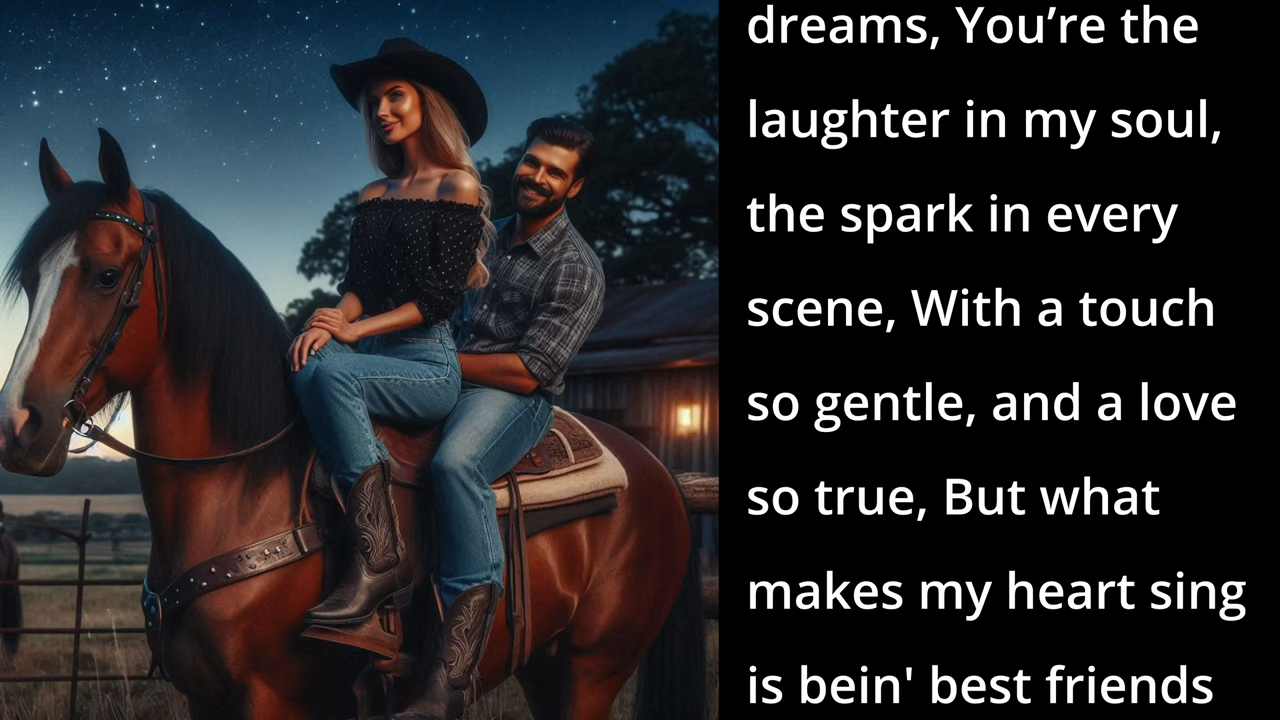 dreams, You’re the
laughter in my soul,
the spark in every
scene, With a touch
so gentle, and a love
so true, But what
makes my heart sing
is bein' best friends